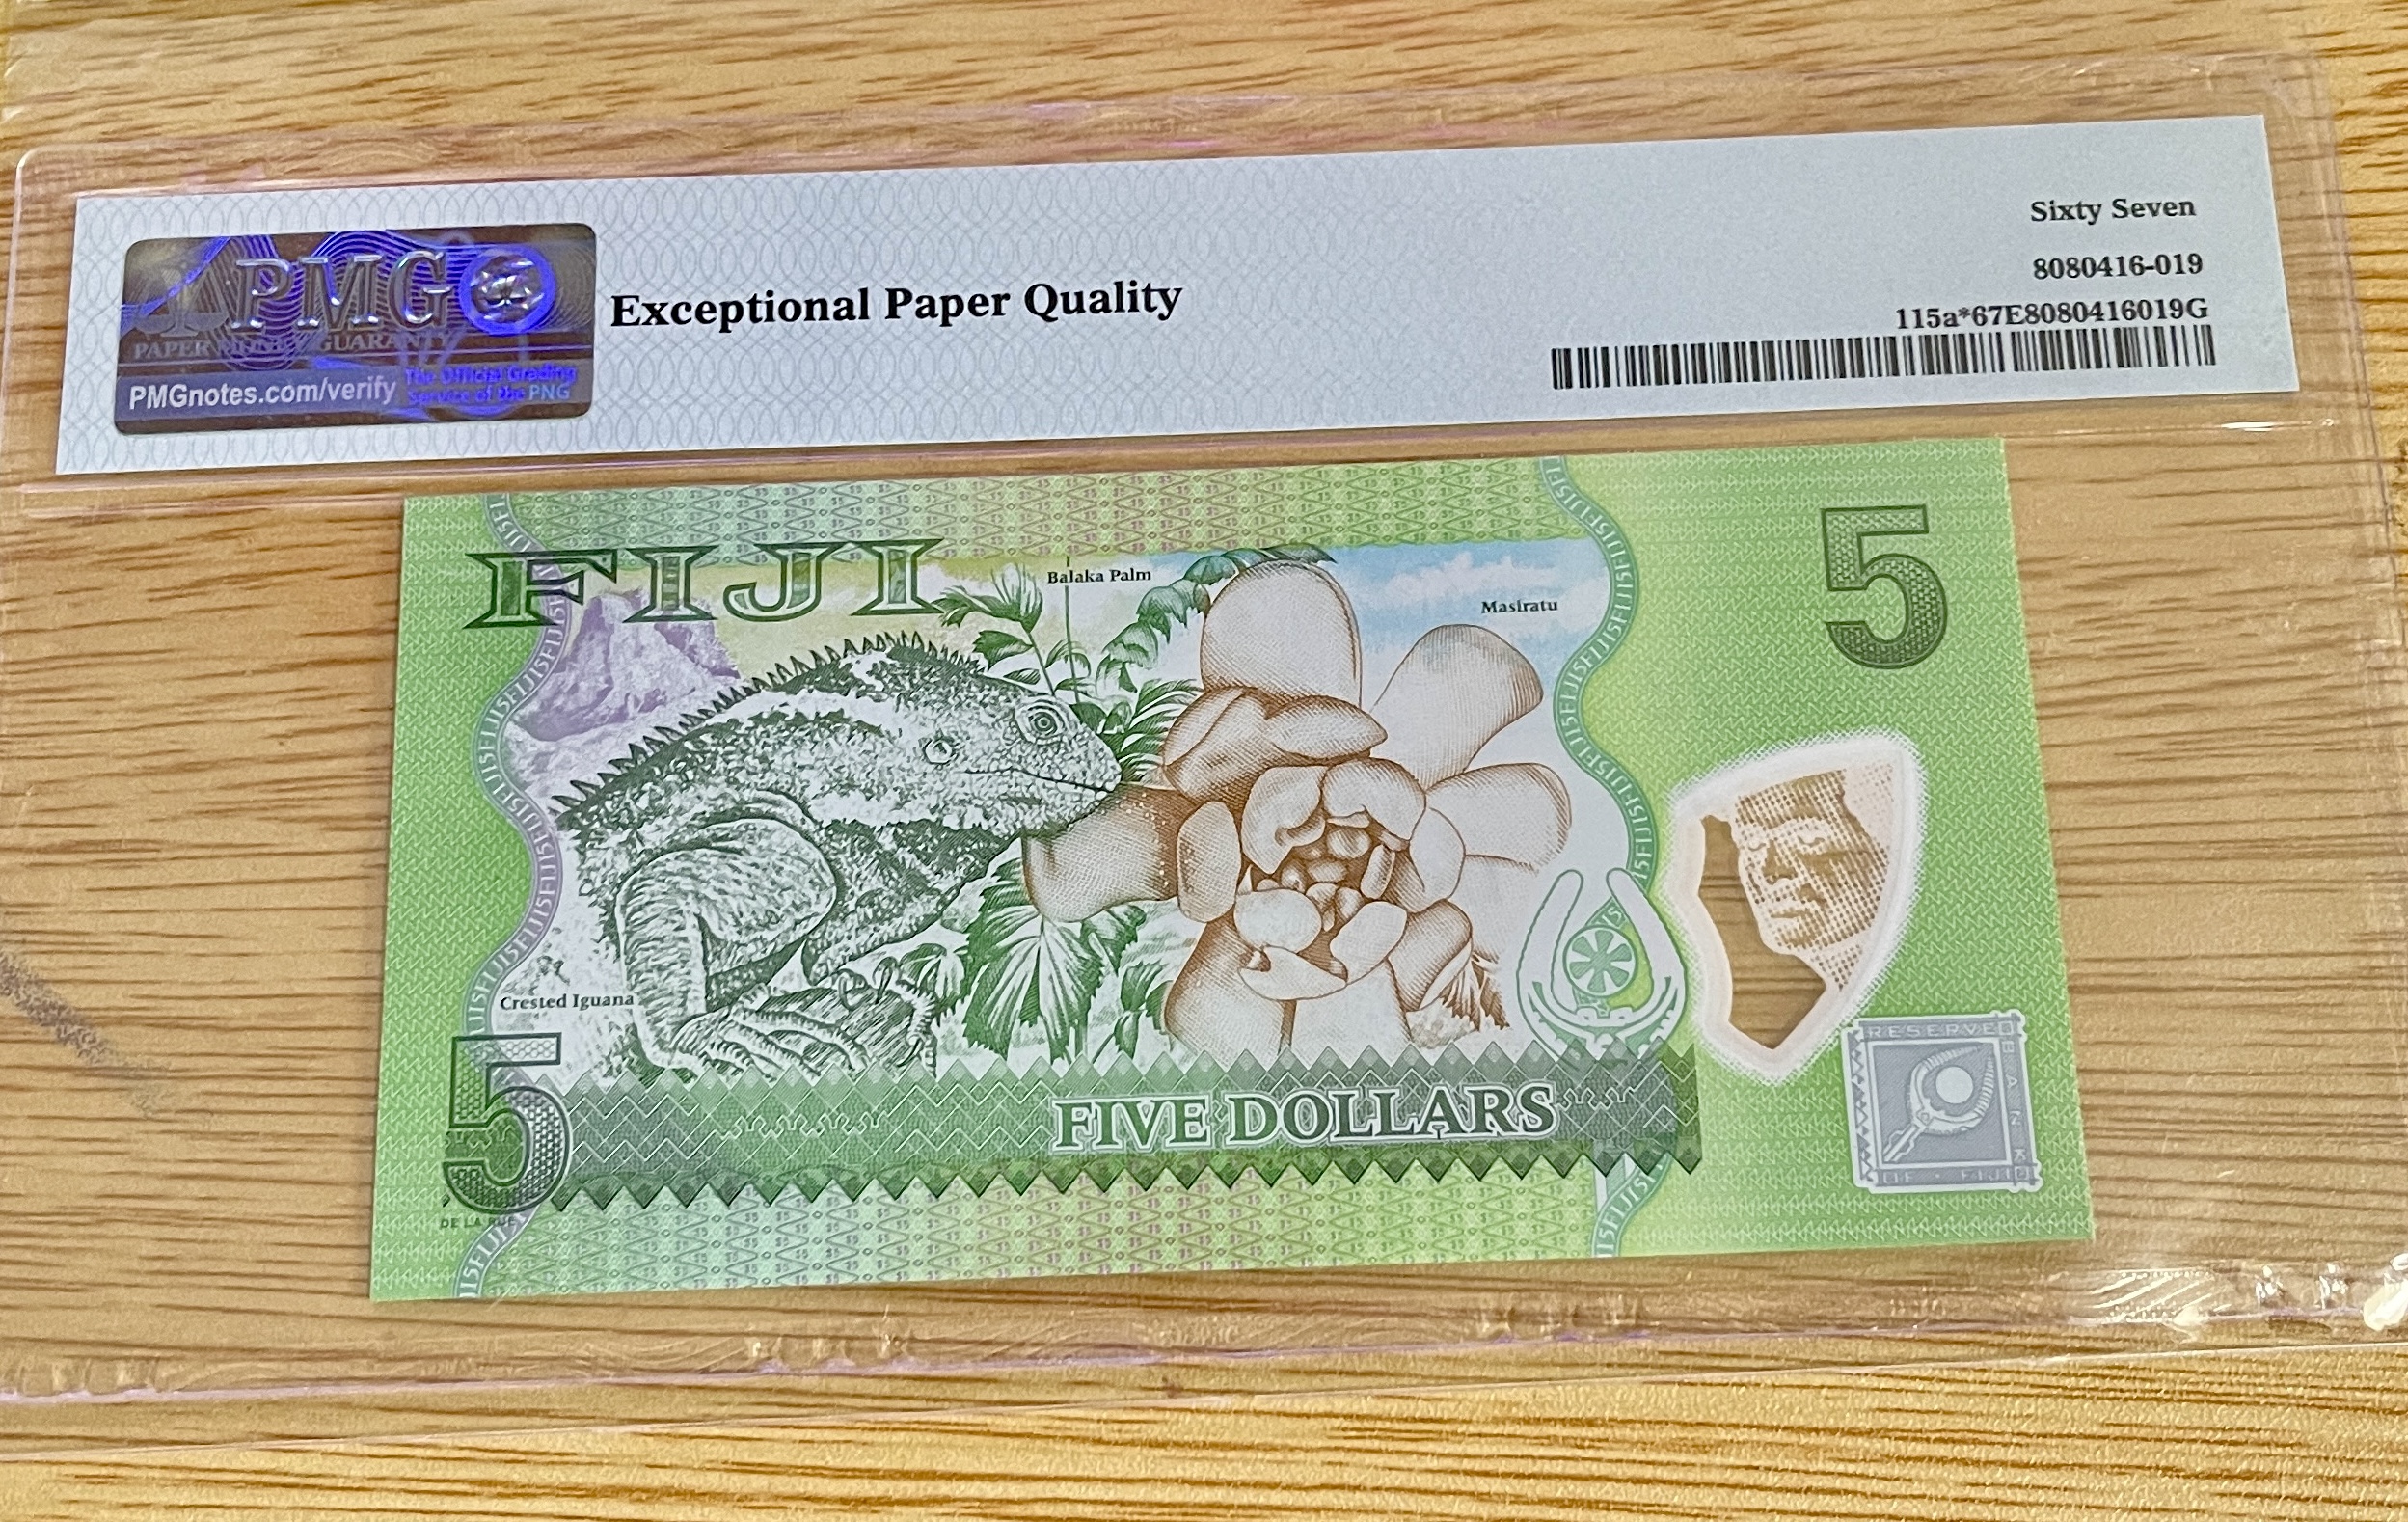 Sixty Seven
8080416-019
115a*67E8080416019G
PMG
PAPER MONEY GUARANTY
PMGnotes.com/verify
The Official Grading
Service of the PNG
Exceptional Paper Quality
FIJI
Balaka Palm
Masiratu
5
Crested Iguana
5
FIVE DOLLARS
RESERVE
BANK
OF • FIJI
DE LA RUE